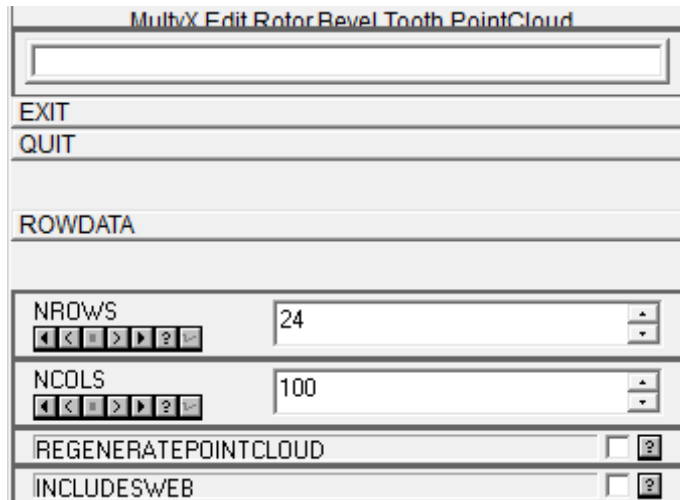 MultyX Edit Rotor Bevel Tooth PointCloud
EXIT
QUIT
ROWDATA
NROWS
24
NCOLS
100
REGENERATEPOINTCLOUD
INCLUDESWEB